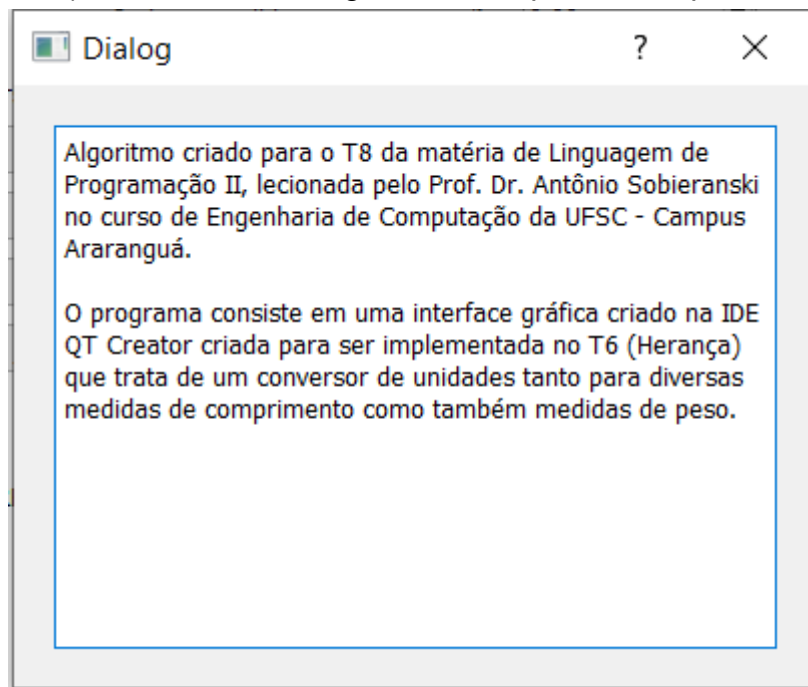 Dialog
?
Algoritmo criado para o T8 da matéria de Linguagem de
Programação II, lecionada pelo Prof. Dr. Antônio Sobieranski
no curso de Engenharia de Computação da UFSC - Campus
Araranguá.
O programa consiste em uma interface gráfica criado na IDE
QT Creator criada para ser implementada no T6 (Herança)
que trata de um conversor de unidades tanto para diversas
medidas de comprimento como também medidas de peso.